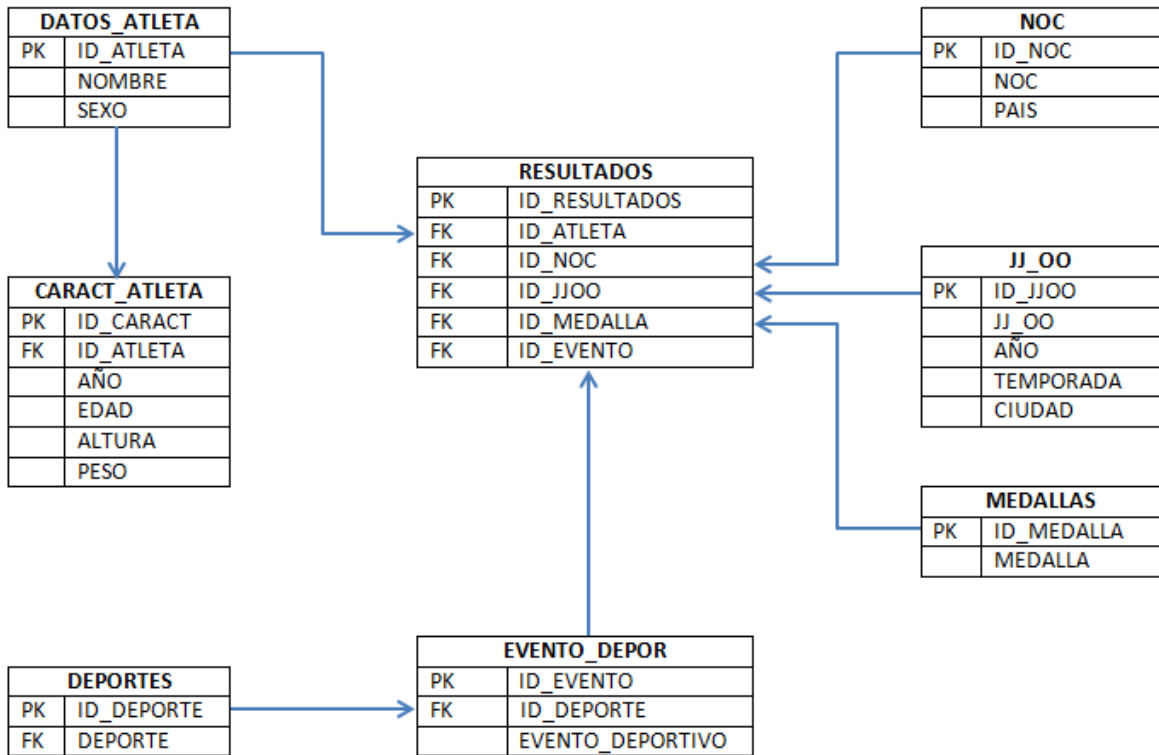 DATOS_ATLETA
PK ID_ATLETA
NOMBRE
SEXO
NOC
PK ID_NOC
NOC
PAIS
RESULTADOS
PK ID_RESULTADOS
FK ID_ATLETA
FK ID_NOC
FK ID_JJOO
FK ID_MEDALLA
FK ID_EVENTO
CARACT_ATLETA
PK ID_CARACT
FK ID_ATLETA
AÑO
EDAD
ALTURA
PESO
JJ_OO
PK ID_JJOO
JJ_OO
AÑO
TEMPORADA
CIUDAD
MEDALLAS
PK ID_MEDALLA
MEDALLA
DEPORTES
PK ID_DEPORTE
FK DEPORTE
EVENTO_DEPOR
PK ID_EVENTO
FK ID_DEPORTE
EVENTO_DEPORTIVO